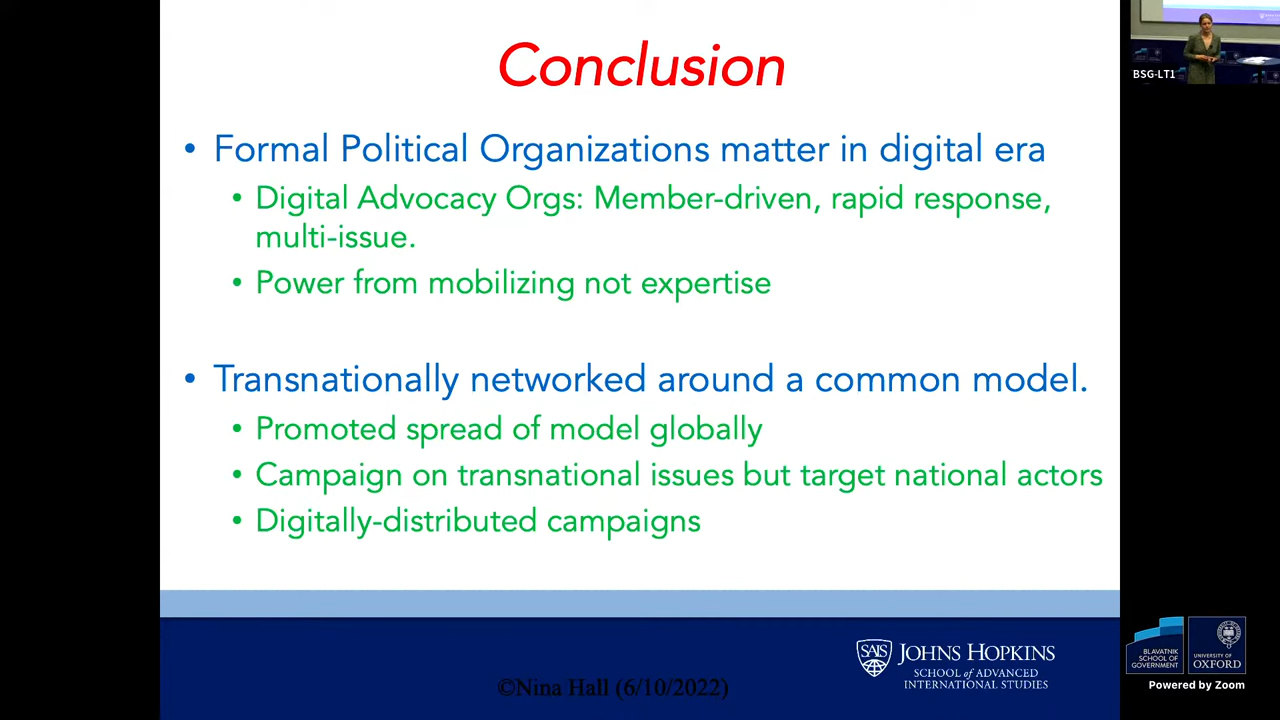 Conclusion
• Formal Political Organizations matter in digital era
• Digital Advocacy Orgs: Member-driven, rapid response,
multi-issue.
• Power from mobilizing not expertise
• Transnationally networked around a common model.
• Promoted spread of model globally
• Campaign on transnational issues but target national actors
• Digitally-distributed campaigns
©Nina Hall (6/10/2022)
SAIS
JOHNS HOPKINS
SCHOOL of ADVANCED
INTERNATIONAL STUDIES
BSG-LT1
BLAVATNIK
SCHOOL OF
GOVERNMENT
UNIVERSITY OF
OXFORD
Powered by Zoom